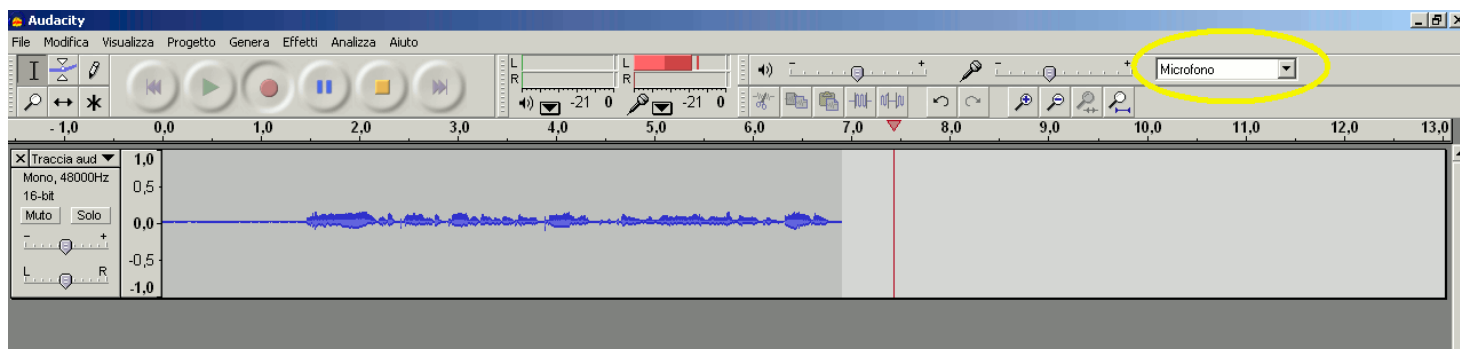 Audacity
File Modifica Visualizza Progetto Genera Effetti Analizza Aiuto
L L
R R
- + - + Microfono
-21 0 -21 0
- 1,0 0,0 1,0 2,0 3,0 4,0 5,0 6,0 7,0 8,0 9,0 10,0 11,0 12,0 13,0
Traccia aud
Mono, 48000Hz
16-bit
Muto Solo
- +
L R
1,0
0,5
0,0
-0,5
-1,0